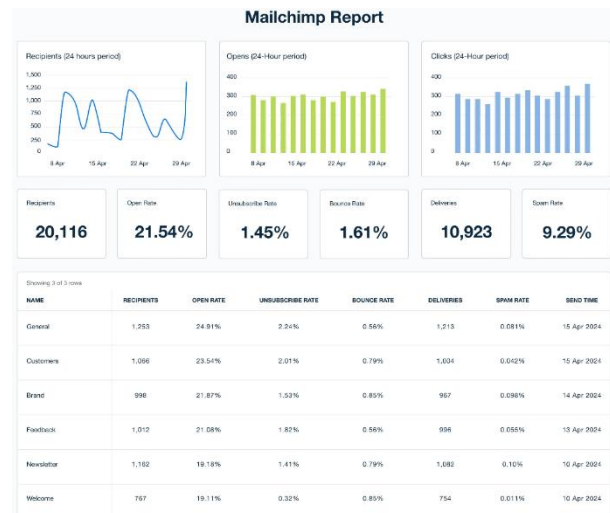 Mailchimp Report
Recipients (24 hours period)
1,500
1,250
1,000
750
500
250
0
8 Apr 15 Apr 22 Apr 29 Apr
Opens (24-Hour period)
400
300
200
100
0
8 Apr 15 Apr 22 Apr 29 Apr
Clicks (24-Hour period)
400
300
200
100
0
8 Apr 15 Apr 22 Apr 29 Apr
Recipients
20,116
Open Rate
21.54%
Unsubscribe Rate
1.45%
Bounce Rate
1.61%
Deliveries
10,923
Spam Rate
9.29%
Showing 3 of 3 rows
NAME RECIPIENTS OPEN RATE UNSUBSCRIBE RATE BOUNCE RATE DELIVERIES SPAM RATE SEND TIME
General 1,253 24.91% 2.24% 0.56% 1,213 0.081% 15 Apr 2024
Customers 1,066 23.54% 2.01% 0.79% 1,004 0.042% 15 Apr 2024
Brand 998 21.87% 1.53% 0.85% 967 0.098% 14 Apr 2024
Feedback 1,012 21.08% 1.82% 0.56% 996 0.055% 13 Apr 2024
Newsletter 1,162 19.18% 1.41% 0.79% 1,082 0.10% 10 Apr 2024
Welcome 767 19.11% 0.32% 0.85% 754 0.011% 10 Apr 2024